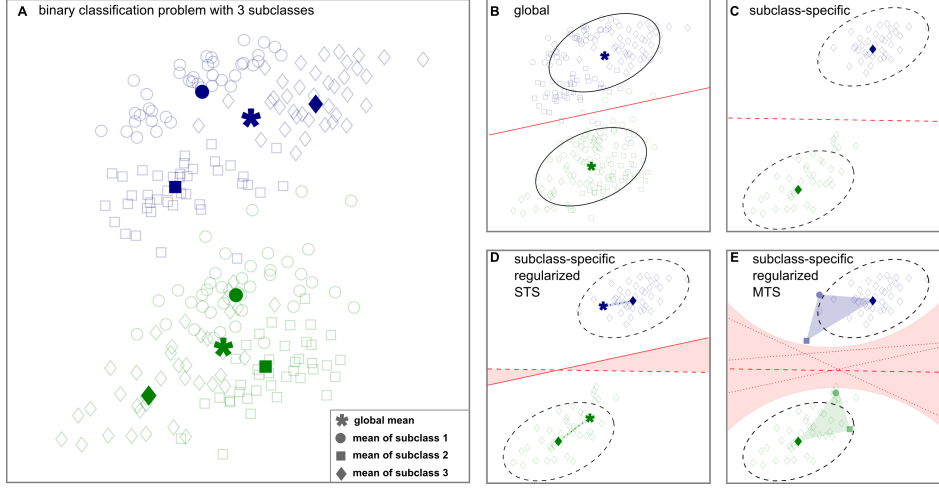 A binary classification problem with 3 subclasses
global mean
mean of subclass 1
mean of subclass 2
mean of subclass 3
B global
C subclass-specific
D subclass-specific
regularized
STS
E subclass-specific
regularized
MTS